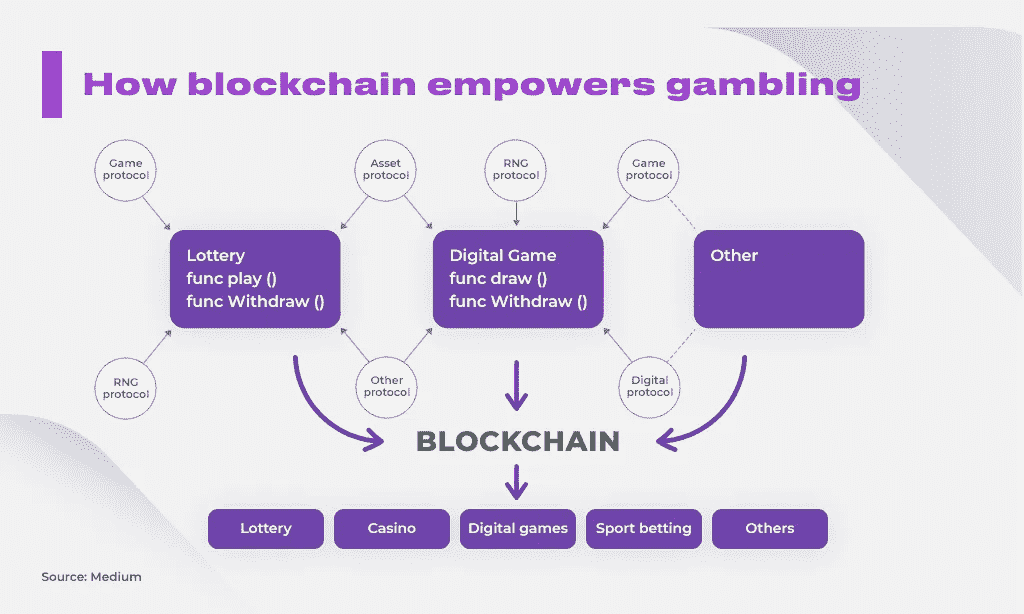 How blockchain empowers gambling
Game
protocol
Asset
protocol
RNG
protocol
Game
protocol
Lottery
func play ()
func Withdraw ()
Digital Game
func draw ()
func Withdraw ()
Other
RNG
protocol
Other
protocol
Digital
protocol
BLOCKCHAIN
Lottery
Casino
Digital games
Sport betting
Others
Source: Medium